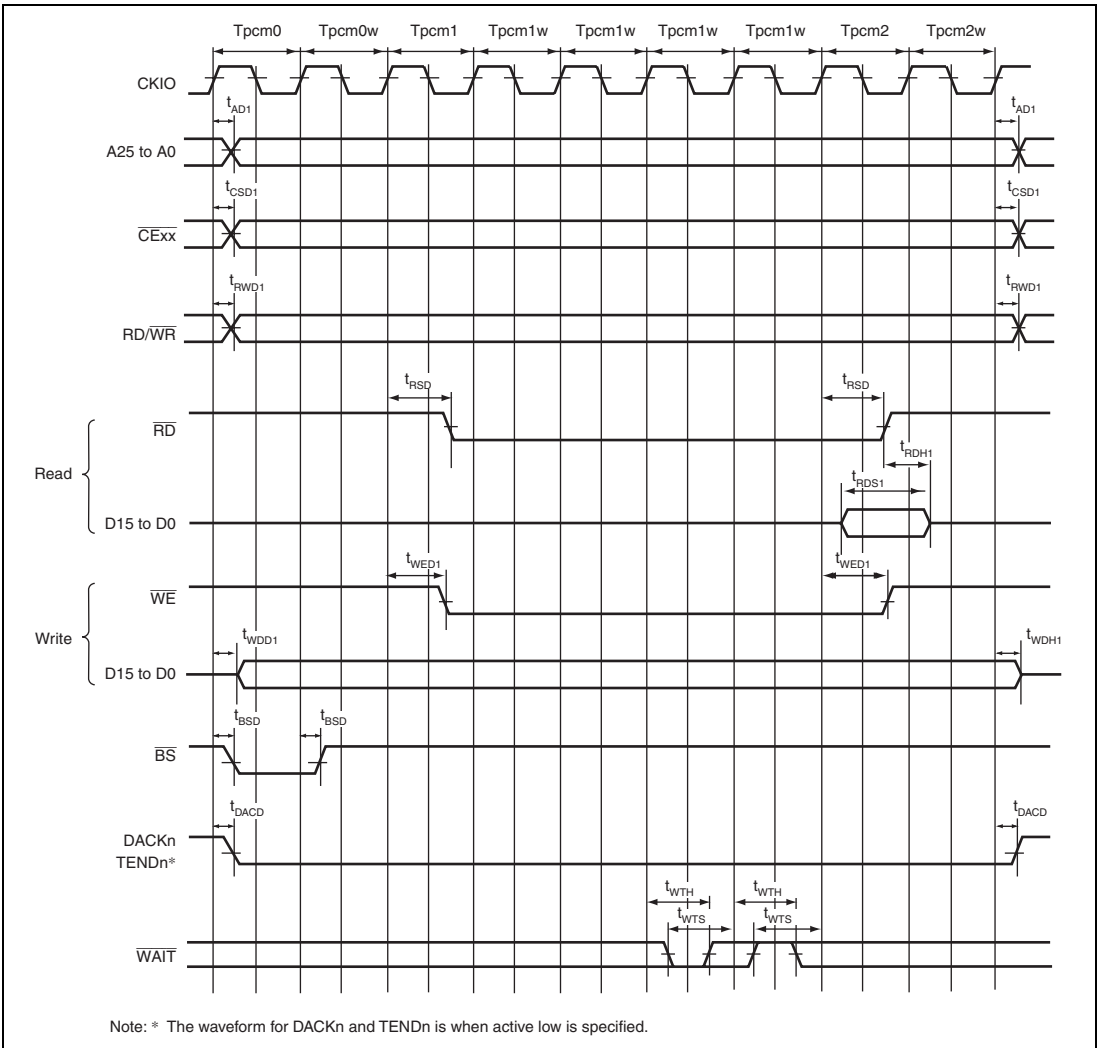 Tpcm0 Tpcm0w Tpcm1 Tpcm1w Tpcm1w Tpcm1w Tpcm1w Tpcm2 Tpcm2w
CKIO
tAD1 tAD1
A25 to A0
tCSD1 tCSD1
CExx
tRWD1 tRWD1
RD/WR
tRSD tRSD
RD
tRDH1
Read
tRDS1
D15 to D0
tWED1 tWED1
WE
Write
tWDD1 tWDH1
D15 to D0
tBSD tBSD
BS
tDACD tDACD
DACKn
TENDn*
tWTH tWTH
tWTS tWTS
WAIT
Note: * The waveform for DACKn and TENDn is when active low is specified.